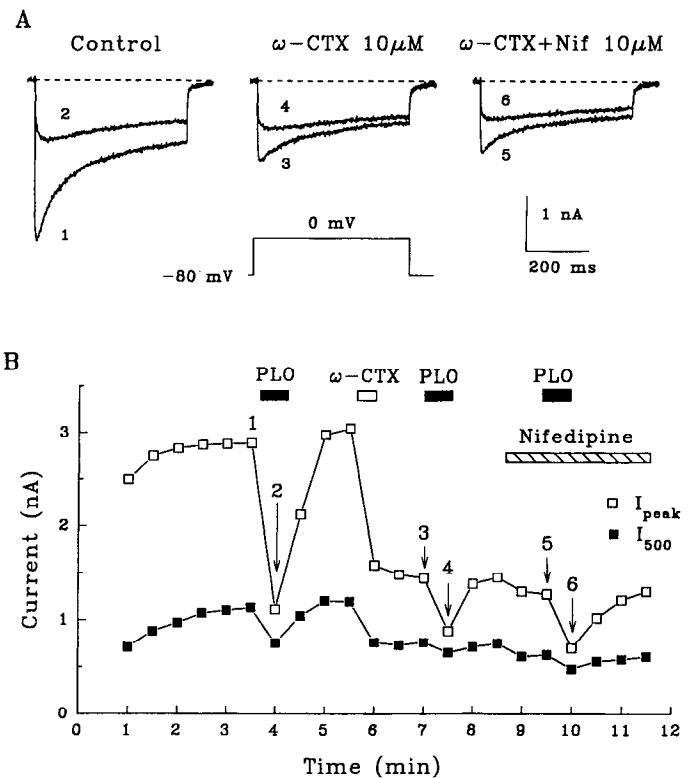 A
Control
ω-CTX 10μM
ω-CTX+Nif 10μM
2
1
4
3
6
5
0 mV
-80 mV
1 nA
200 ms
B
PLO
ω-CTX
PLO
PLO
Nifedipine
1
2
3
4
5
6
I peak
I 500
Current (nA)
3
2
1
0
0 1 2 3 4 5 6 7 8 9 10 11 12
Time (min)